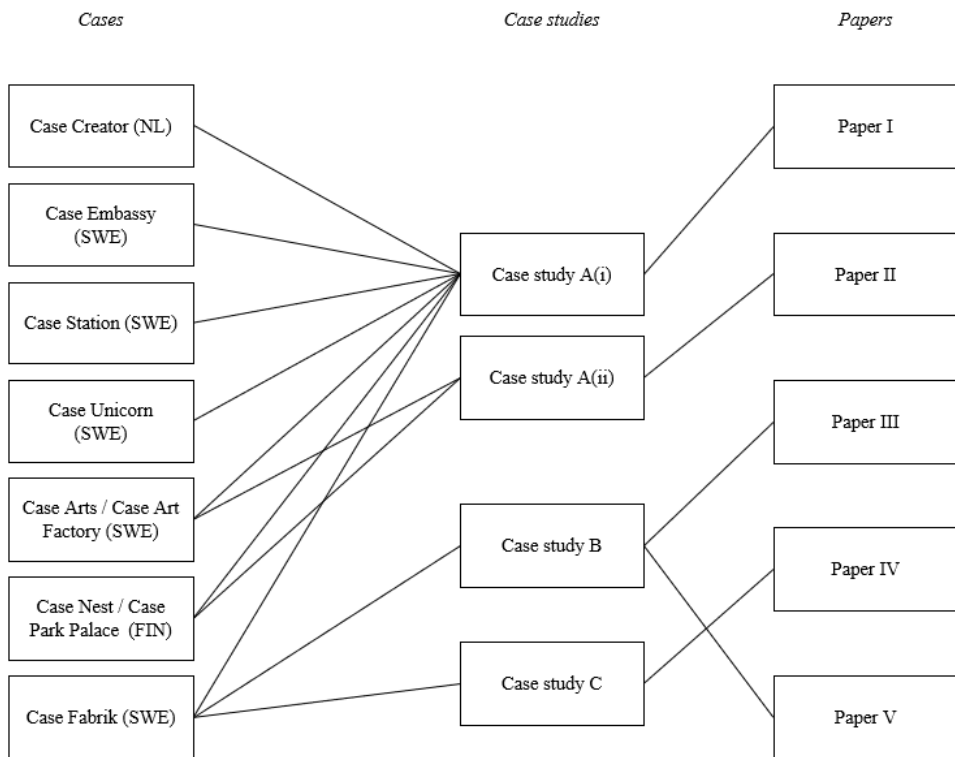 Cases
Case studies
Papers
Case Creator (NL)
Case Embassy
(SWE)
Case Station (SWE)
Case Unicorn
(SWE)
Case Arts / Case Art
Factory (SWE)
Case Nest / Case
Park Palace (FIN)
Case Fabrik (SWE)
Case study A(i)
Case study A(ii)
Case study B
Case study C
Paper I
Paper II
Paper III
Paper IV
Paper V